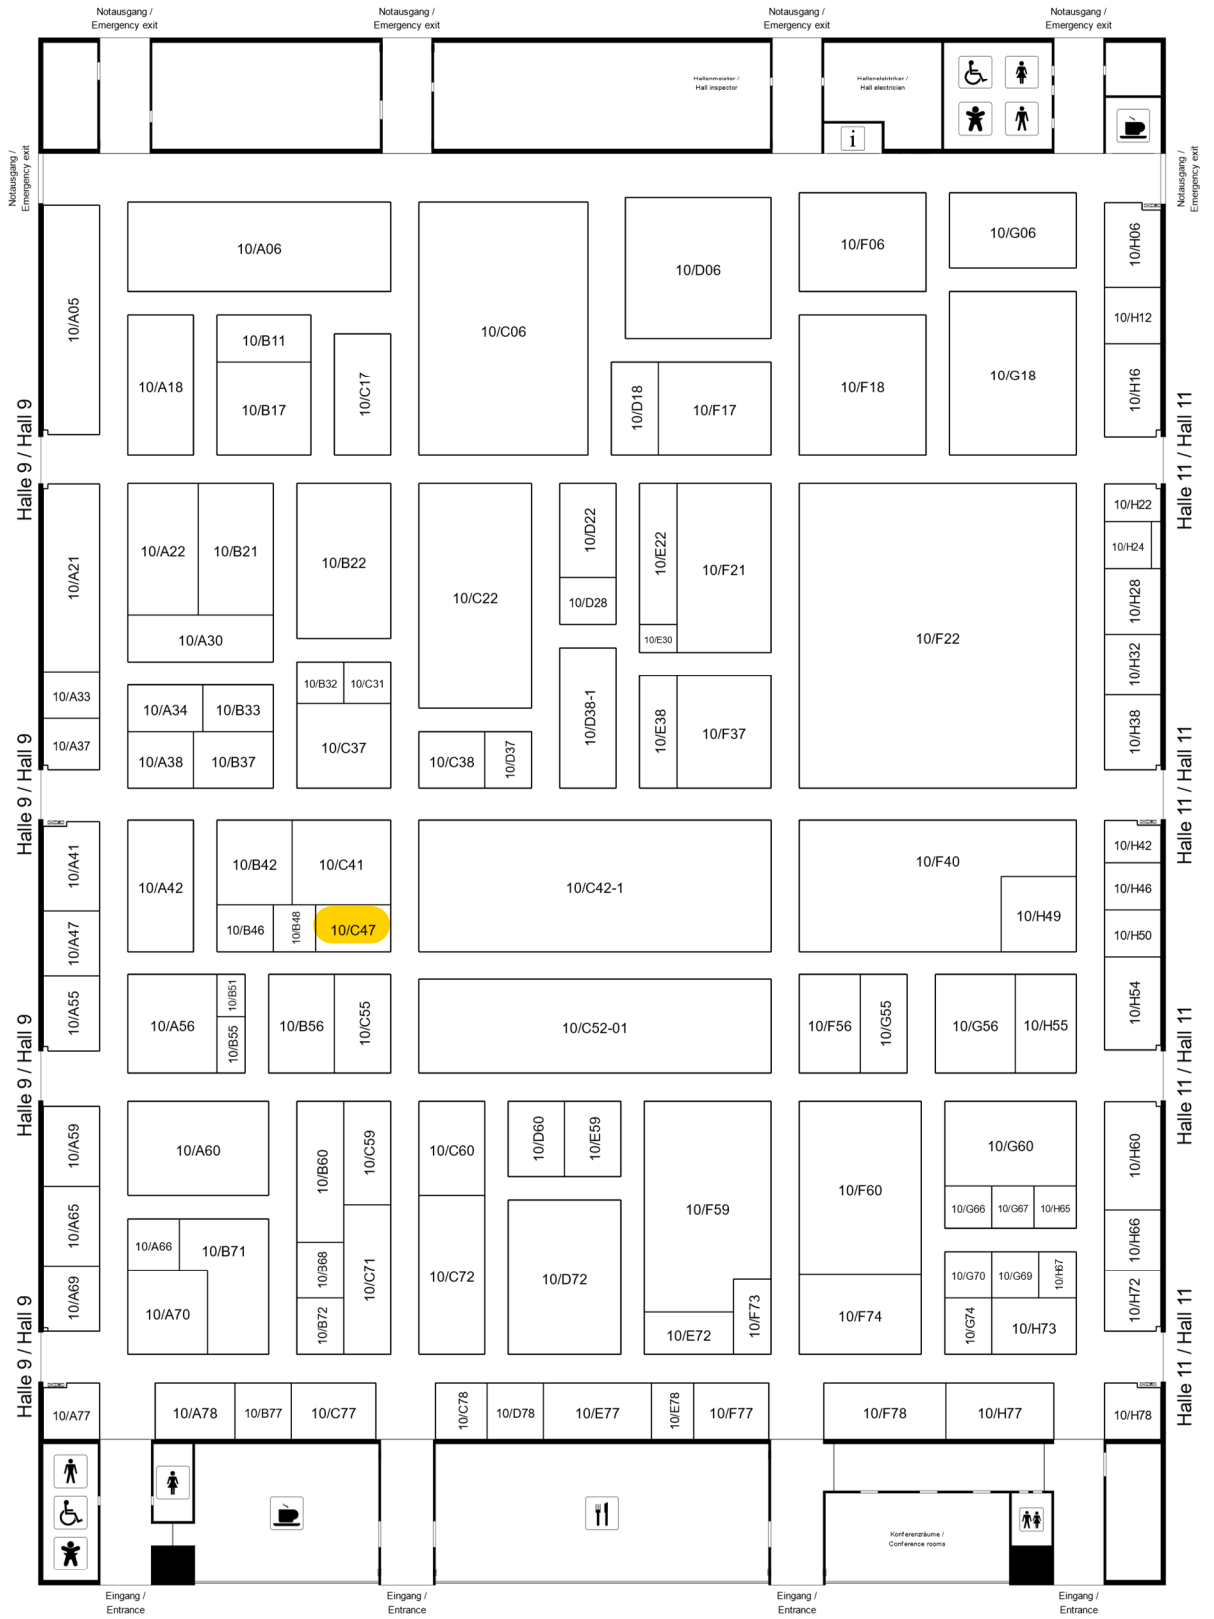 Notausgang /
Emergency exit
Notausgang /
Emergency exit
Notausgang /
Emergency exit
Notausgang /
Emergency exit
Hallenmeister /
Hall inspector
Hallenelektriker /
Hall electrician
i
Notausgang /
Emergency exit
Notausgang /
Emergency exit
10/A05
10/A06
10/C06
10/D06
10/F06
10/G06
10/H06
10/H12
10/A18
10/B11
10/B17
10/C17
10/D18
10/F17
10/F18
10/G18
10/H16
Halle 9 / Hall 9
Halle 11 / Hall 11
10/A21
10/A22
10/B21
10/B22
10/C22
10/D22
10/D28
10/E22
10/E30
10/F21
10/F22
10/H22
10/H24
10/H28
10/A30
10/H32
10/A33
10/A34
10/B33
10/B32
10/C31
10/D38-1
10/E38
10/F37
10/H38
10/A37
10/A38
10/B37
10/C37
10/C38
10/D37
Halle 9 / Hall 9
Halle 11 / Hall 11
10/A41
10/A42
10/B42
10/C41
10/C42-1
10/F40
10/H42
10/H46
10/A47
10/B46
10/B48
10/C47
10/H49
10/H50
10/A55
10/A56
10/B51
10/B55
10/B56
10/C55
10/C52-01
10/F56
10/G55
10/G56
10/H55
10/H54
Halle 9 / Hall 9
Halle 11 / Hall 11
10/A59
10/A60
10/B60
10/C59
10/C60
10/D60
10/E59
10/F59
10/F60
10/G60
10/H60
10/A65
10/G66
10/G67
10/H65
10/A66
10/B71
10/B68
10/C71
10/C72
10/D72
10/G70
10/G69
10/H67
10/H66
10/A69
10/A70
10/B72
10/E72
10/F73
10/F74
10/G74
10/H73
10/H72
Halle 9 / Hall 9
Halle 11 / Hall 11
10/A77
10/A78
10/B77
10/C77
10/C78
10/D78
10/E77
10/E78
10/F77
10/F78
10/H77
10/H78
Konferenzräume /
Conference rooms
Eingang /
Entrance
Eingang /
Entrance
Eingang /
Entrance
Eingang /
Entrance